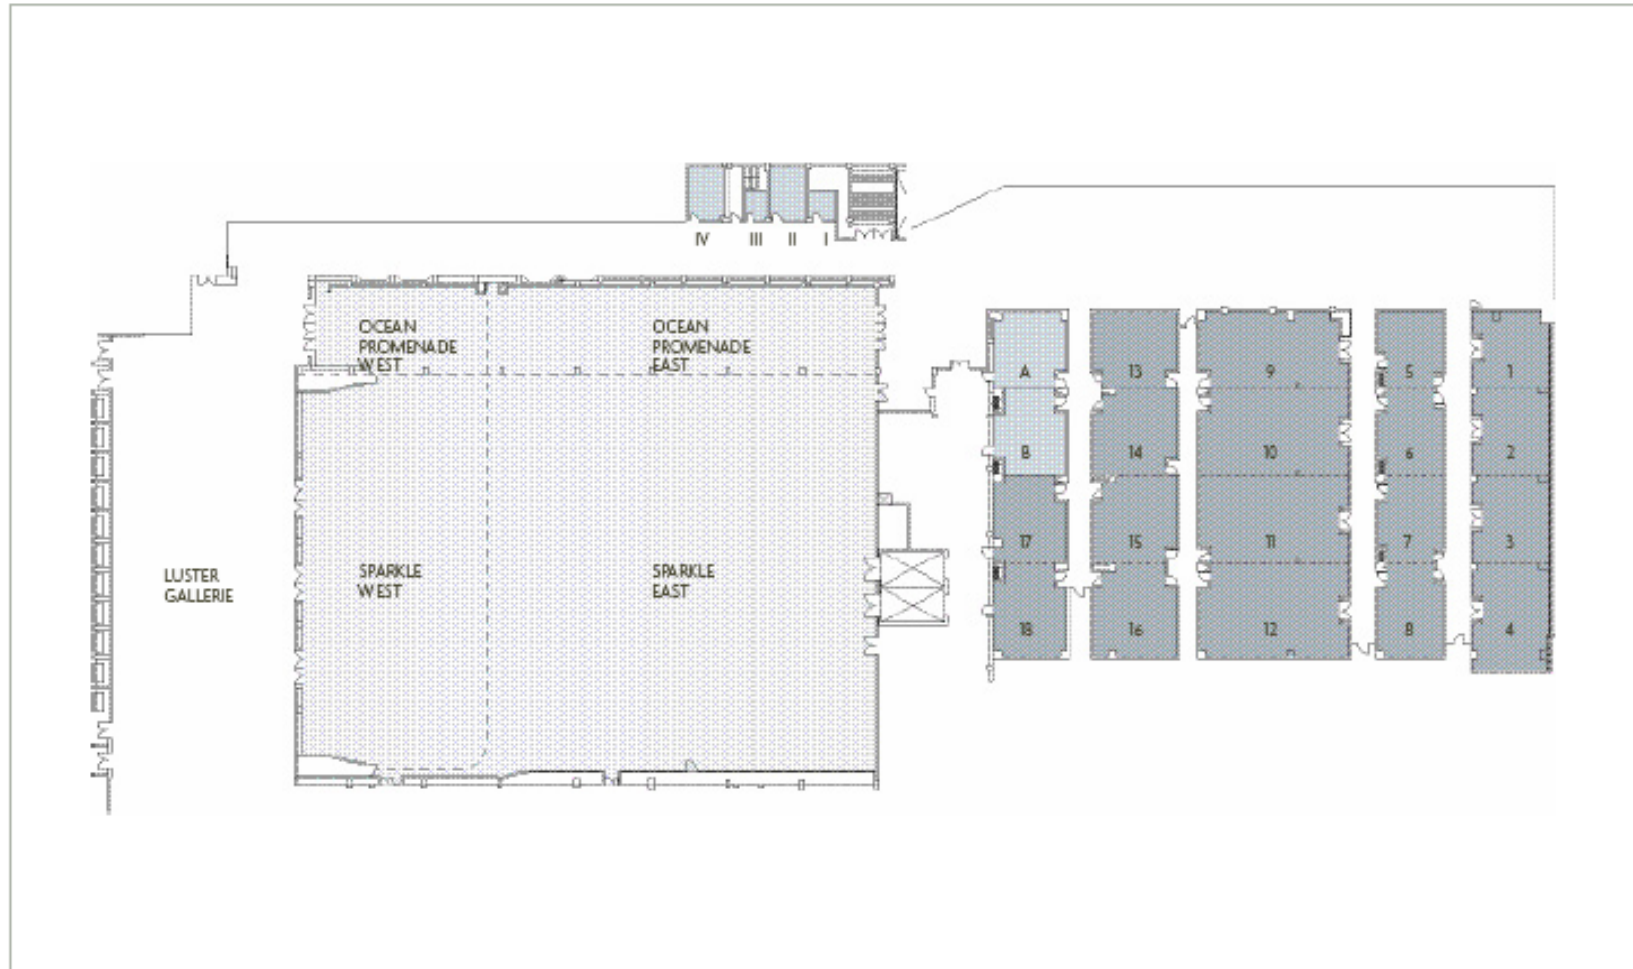 IV III II I
OCEAN
PROMENADE
WEST
OCEAN
PROMENADE
EAST
A 13 9 5 1
B 14 10 6 2
17 15 11 7 3
LUSTER
GALLERIE
SPARKLE
WEST
SPARKLE
EAST
18 16 12 8 4